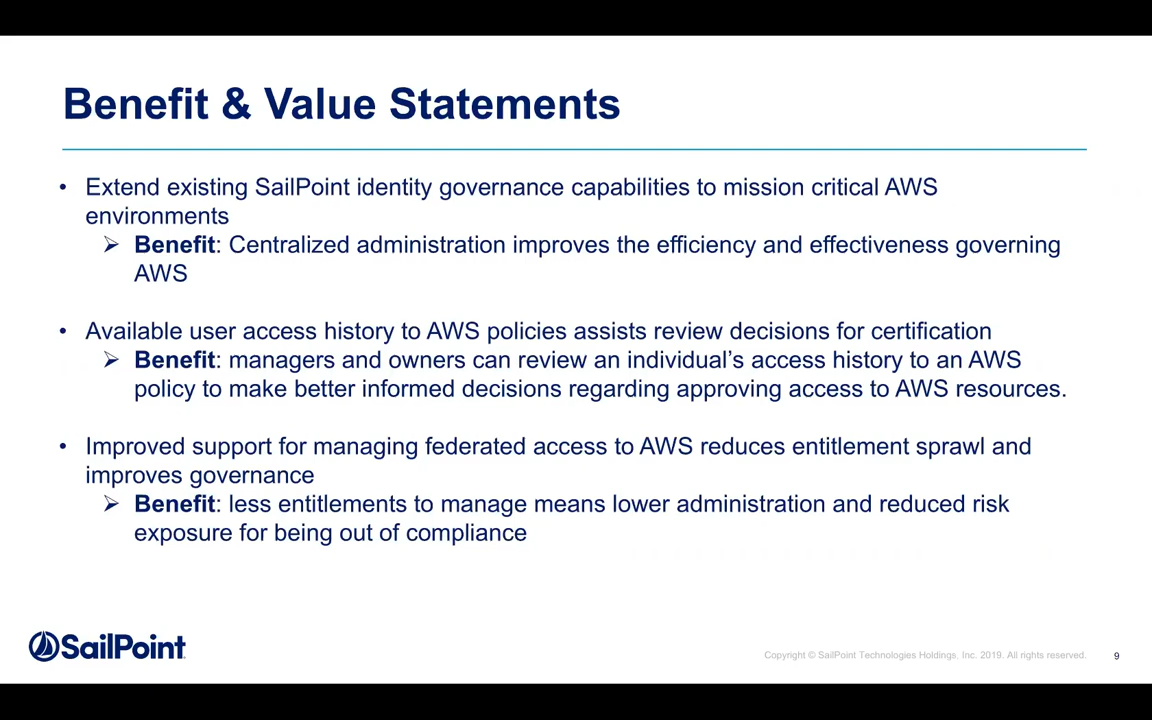 Benefit & Value Statements
• Extend existing SailPoint identity governance capabilities to mission critical AWS
environments
➢ Benefit: Centralized administration improves the efficiency and effectiveness governing
AWS
• Available user access history to AWS policies assists review decisions for certification
➢ Benefit: managers and owners can review an individual’s access history to an AWS
policy to make better informed decisions regarding approving access to AWS resources.
• Improved support for managing federated access to AWS reduces entitlement sprawl and
improves governance
➢ Benefit: less entitlements to manage means lower administration and reduced risk
exposure for being out of compliance
SailPoint
Copyright © SailPoint Technologies Holdings, Inc. 2019. All rights reserved.
9